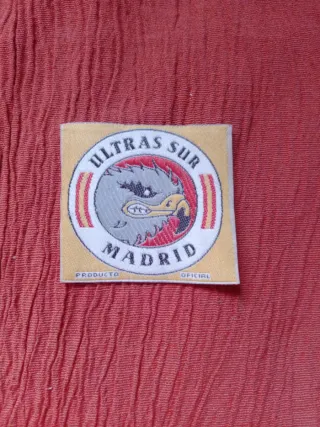 ULTRAS SUR
MADRID
PRODUCTO OFICIAL